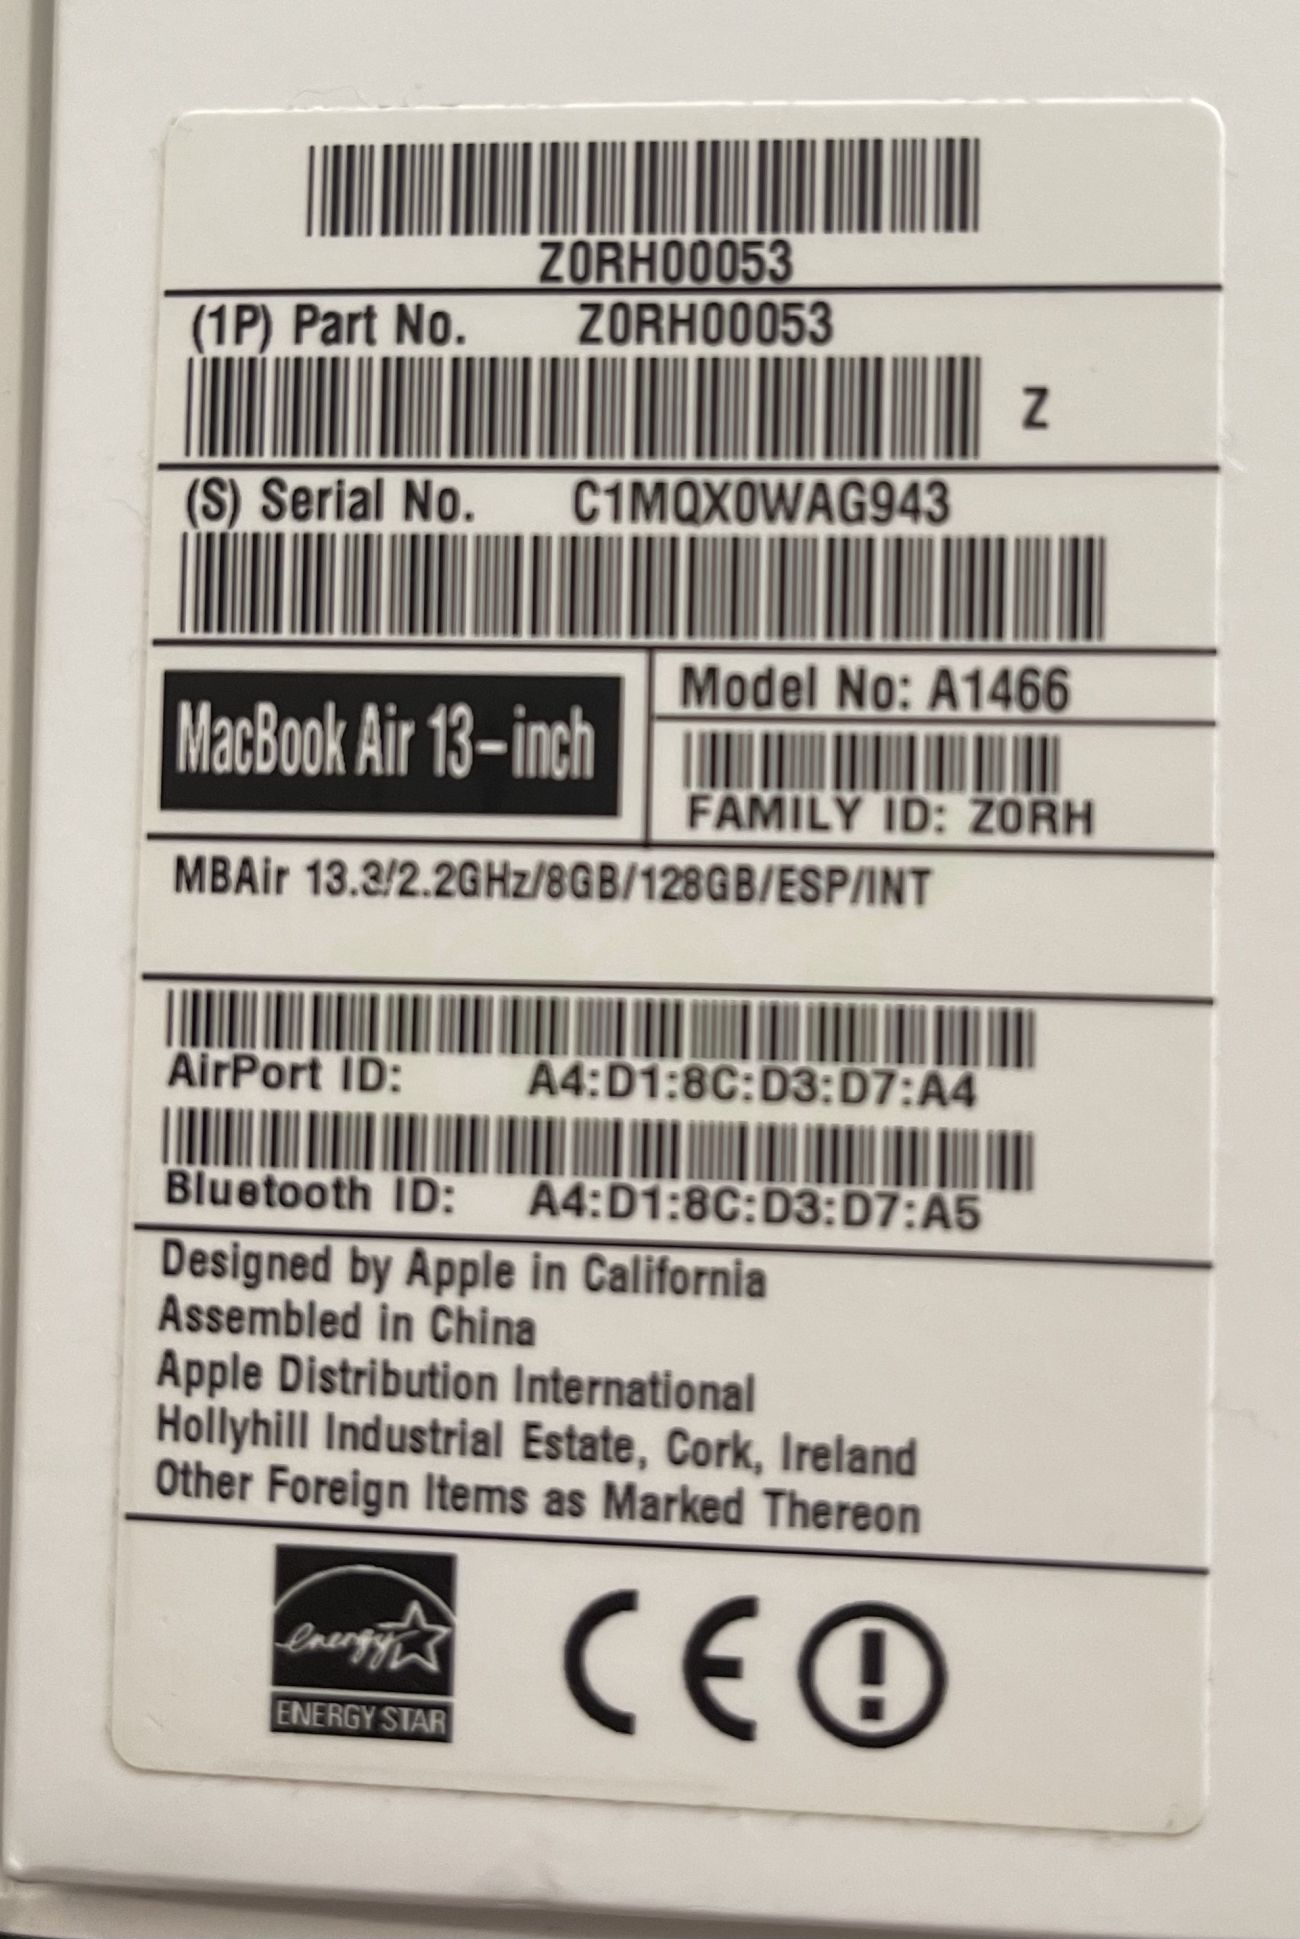 Z0RH00053
(1P) Part No. Z0RH00053
Z
(S) Serial No. C1MQX0WAG943
MacBook Air 13-inch
Model No: A1466
FAMILY ID: Z0RH
MBAir 13.3/2.2GHz/8GB/128GB/ESP/INT
AirPort ID: A4:D1:8C:D3:D7:A4
Bluetooth ID: A4:D1:8C:D3:D7:A5
Designed by Apple in California
Assembled in China
Apple Distribution International
Hollyhill Industrial Estate, Cork, Ireland
Other Foreign Items as Marked Thereon
energy
ENERGY STAR
CE